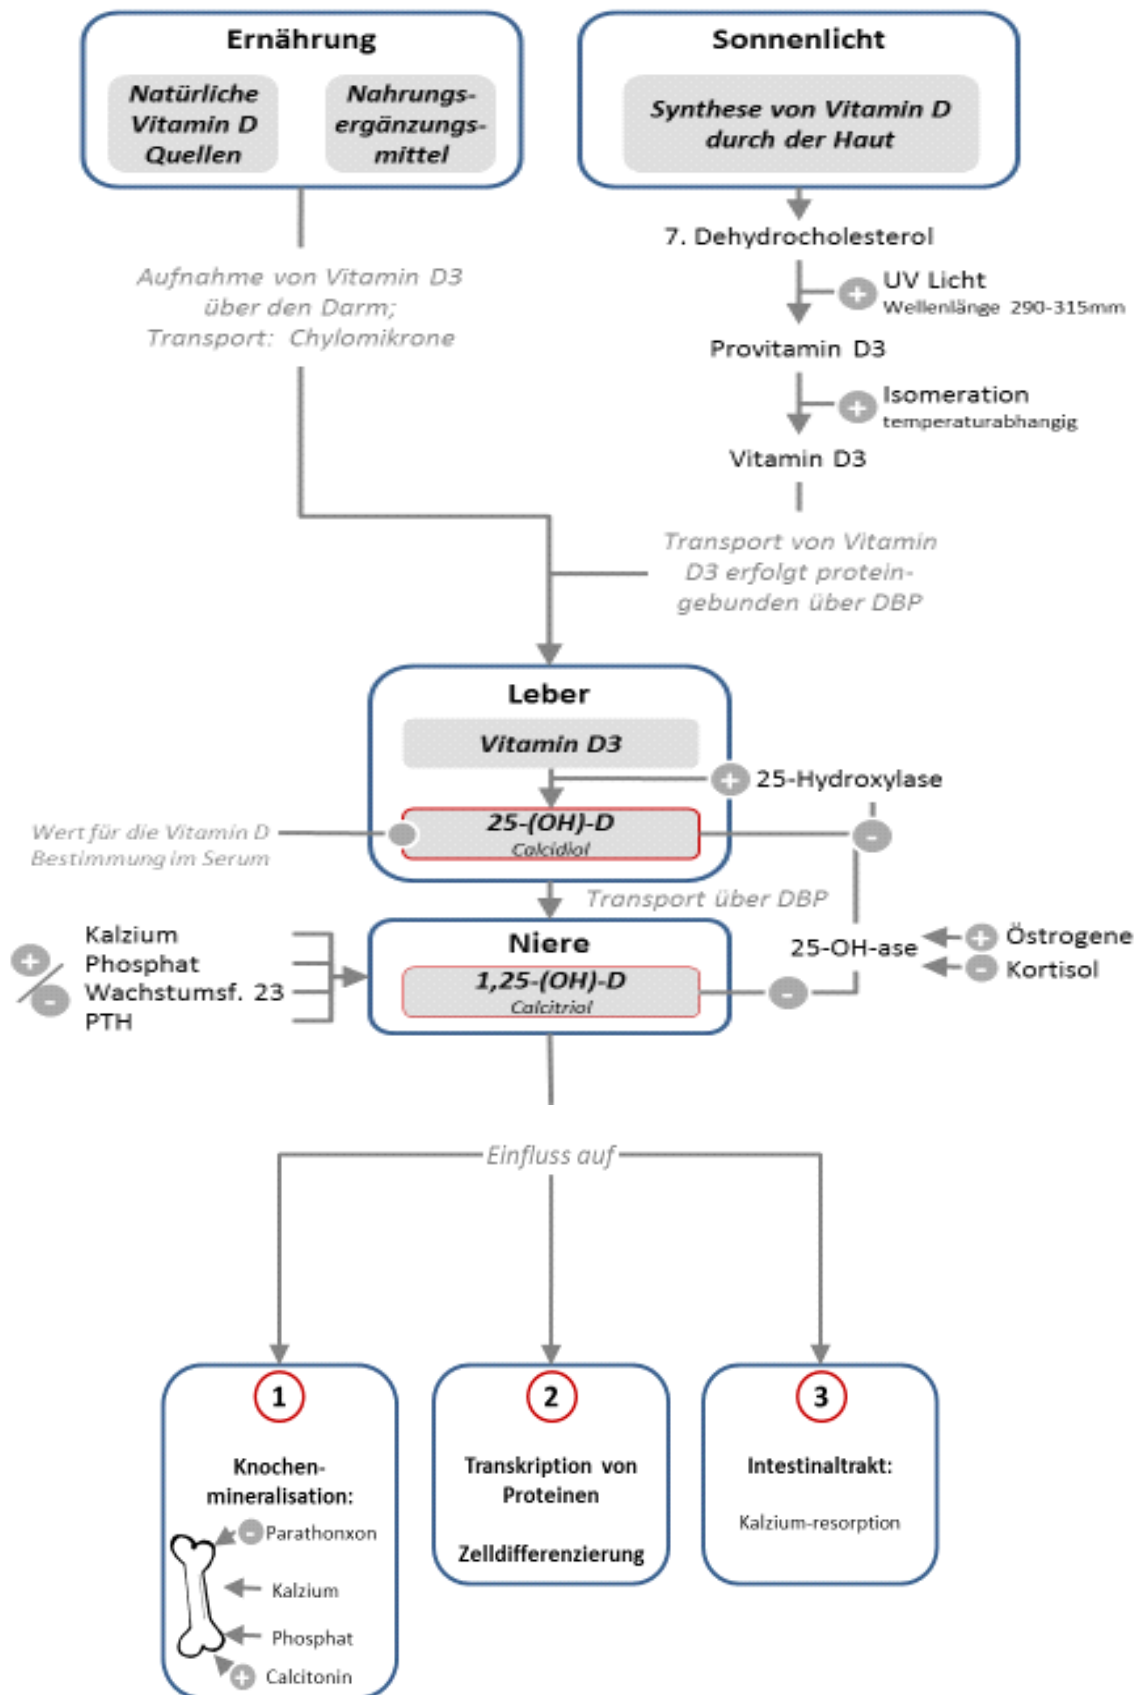 Ernährung
Natürliche
Vitamin D
Quellen
Nahrungs-
ergänzungs-
mittel
Sonnenlicht
Synthese von Vitamin D
durch der Haut
7. Dehydrocholesterol
+
UV Licht
Wellenlänge 290-315mm
Provitamin D3
+
Isomeration
temperaturabhangig
Vitamin D3
Aufnahme von Vitamin D3
über den Darm;
Transport: Chylomikrone
Transport von Vitamin
D3 erfolgt protein-
gebunden über DBP
Leber
Vitamin D3
+ 25-Hydroxylase
25-(OH)-D
Calcidiol
-
Wert für die Vitamin D
Bestimmung im Serum
Transport über DBP
Niere
1,25-(OH)-D
Calcitriol
-
25-OH-ase
+ Östrogene
- Kortisol
+/-
Kalzium
Phosphat
Wachstumsf. 23
PTH
Einfluss auf
1
Knochen-
mineralisation:
- Parathonxon
Kalzium
Phosphat
+ Calcitonin
2
Transkription von
Proteinen
Zelldifferenzierung
3
Intestinaltrakt:
Kalzium-resorption